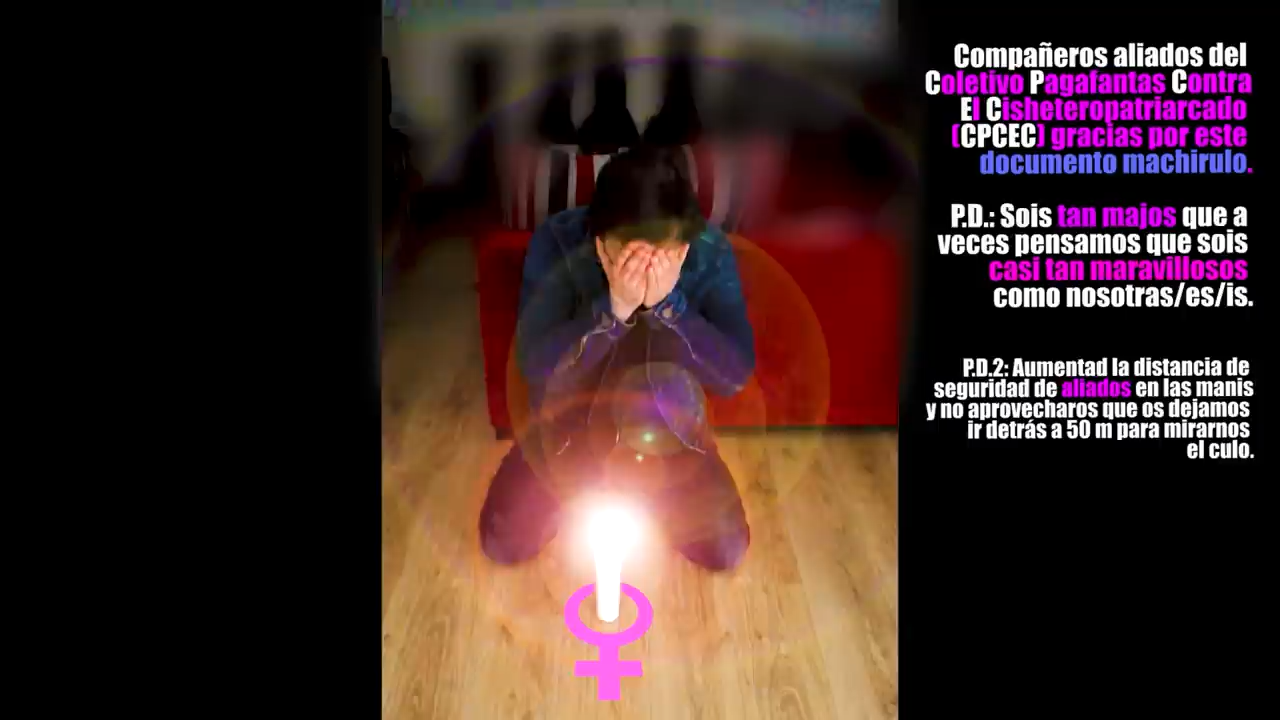 Compañeros aliados del
Coletivo Pagafantas Contra
El Cisheteropatriarcado
(CPCEC) gracias por este
documento machirulo.
P.D.: Sois tan majos que a
veces pensamos que sois
casi tan maravillosos
como nosotras/es/is.
P.D.2: Aumentad la distancia de
seguridad de aliados en las manis
y no aprovecharos que os dejamos
ir detrás a 50 m para mirarnos
el culo.